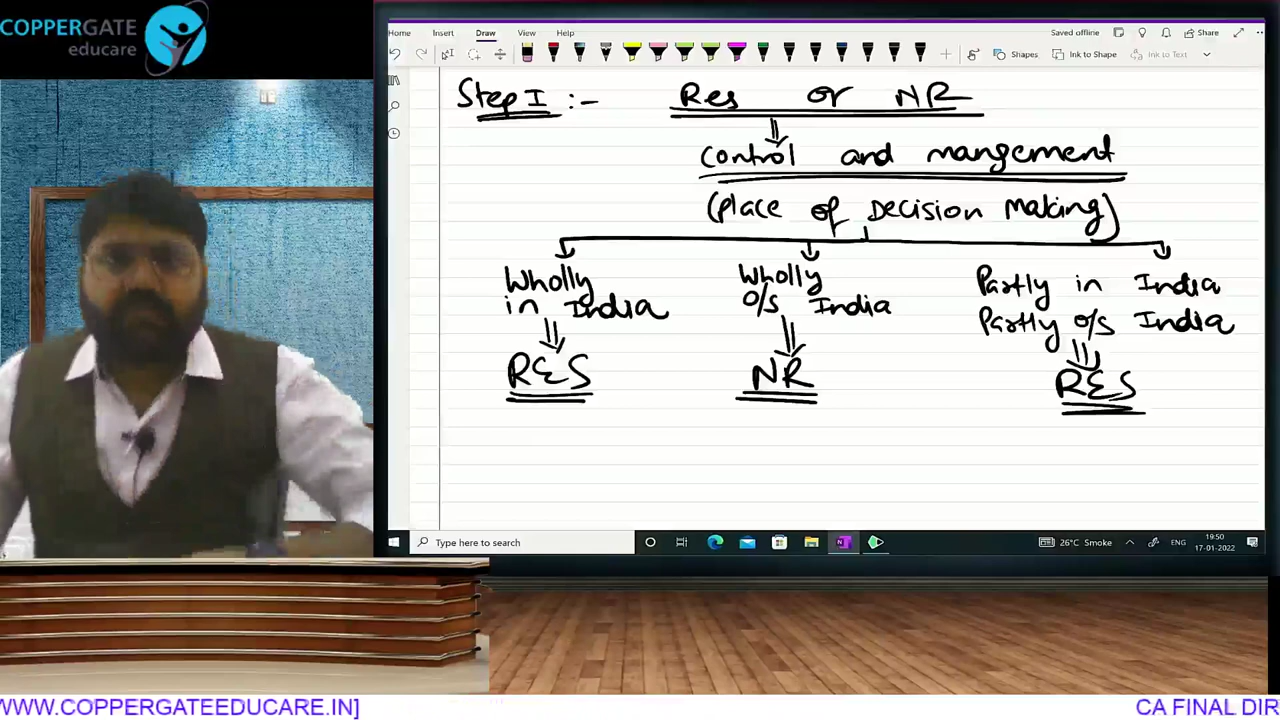 COPPERGATE
educare
Home Insert Draw View Help
Saved offline
Share
Shapes
Ink to Shape
Ink to Text
Step I :- Res or NR
control and mangement
(Place of Decision Making)
Wholly
in India
RES
Wholly
o/s India
NR
Partly in India
Partly o/s India
RES
Type here to search
26°C Smoke
ENG
19:50
17-01-2022
WWW.COPPERGATEEDUCARE.IN]
CA FINAL DIR